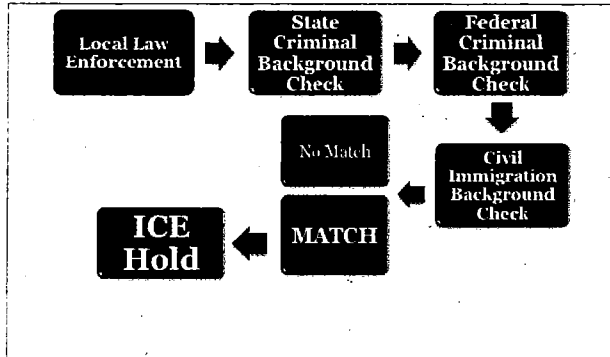 Local Law
Enforcement
State
Criminal
Background
Check
Federal
Criminal
Background
Check
Civil
Immigration
Background
Check
No Match
MATCH
ICE
Hold